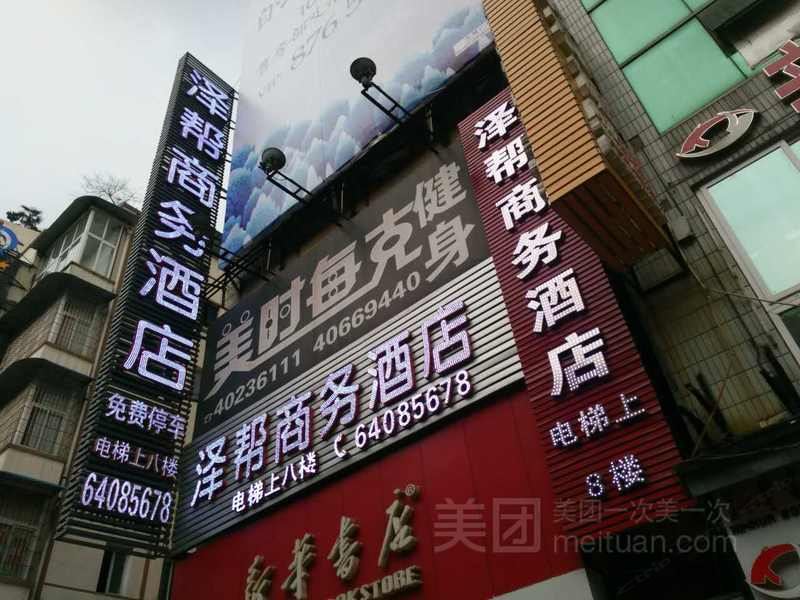 泽帮商务酒店
免费停车
电梯上八楼
64085678
美时每克健身
40236111 40669440
泽帮商务酒店
电梯上八楼 64085678
泽帮商务酒店
电梯上
8楼
新华书店®
美团 美团一次美一次
meituan.com